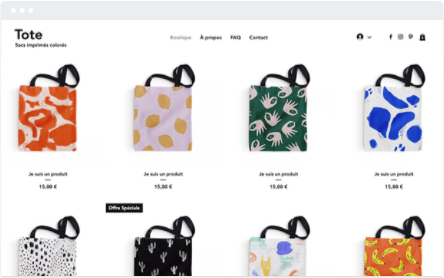 Tote
Sacs imprimés colorés
Boutique À propos FAQ Contact
Je suis un produit
15,00 €
Je suis un produit
15,00 €
Je suis un produit
15,00 €
Je suis un produit
15,00 €
Offre Spéziale